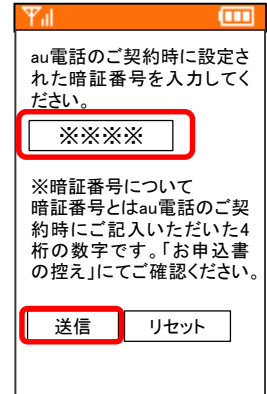 au電話のご契約時に設定さ
れた暗証番号を入力してく
ださい。
※※※※
※暗証番号について
暗証番号とはau電話のご契
約時にご記入いただいた4
桁の数字です。「お申込書
の控え」にてご確認ください。
送信 リセット